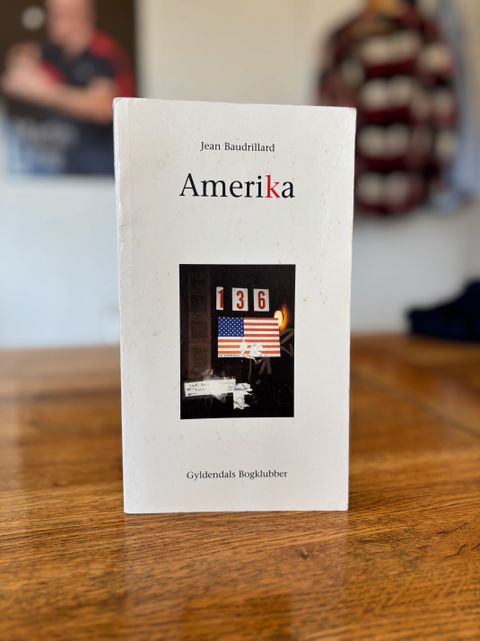 Jean Baudrillard
Amerika
136
Gyldendals Bogklubber